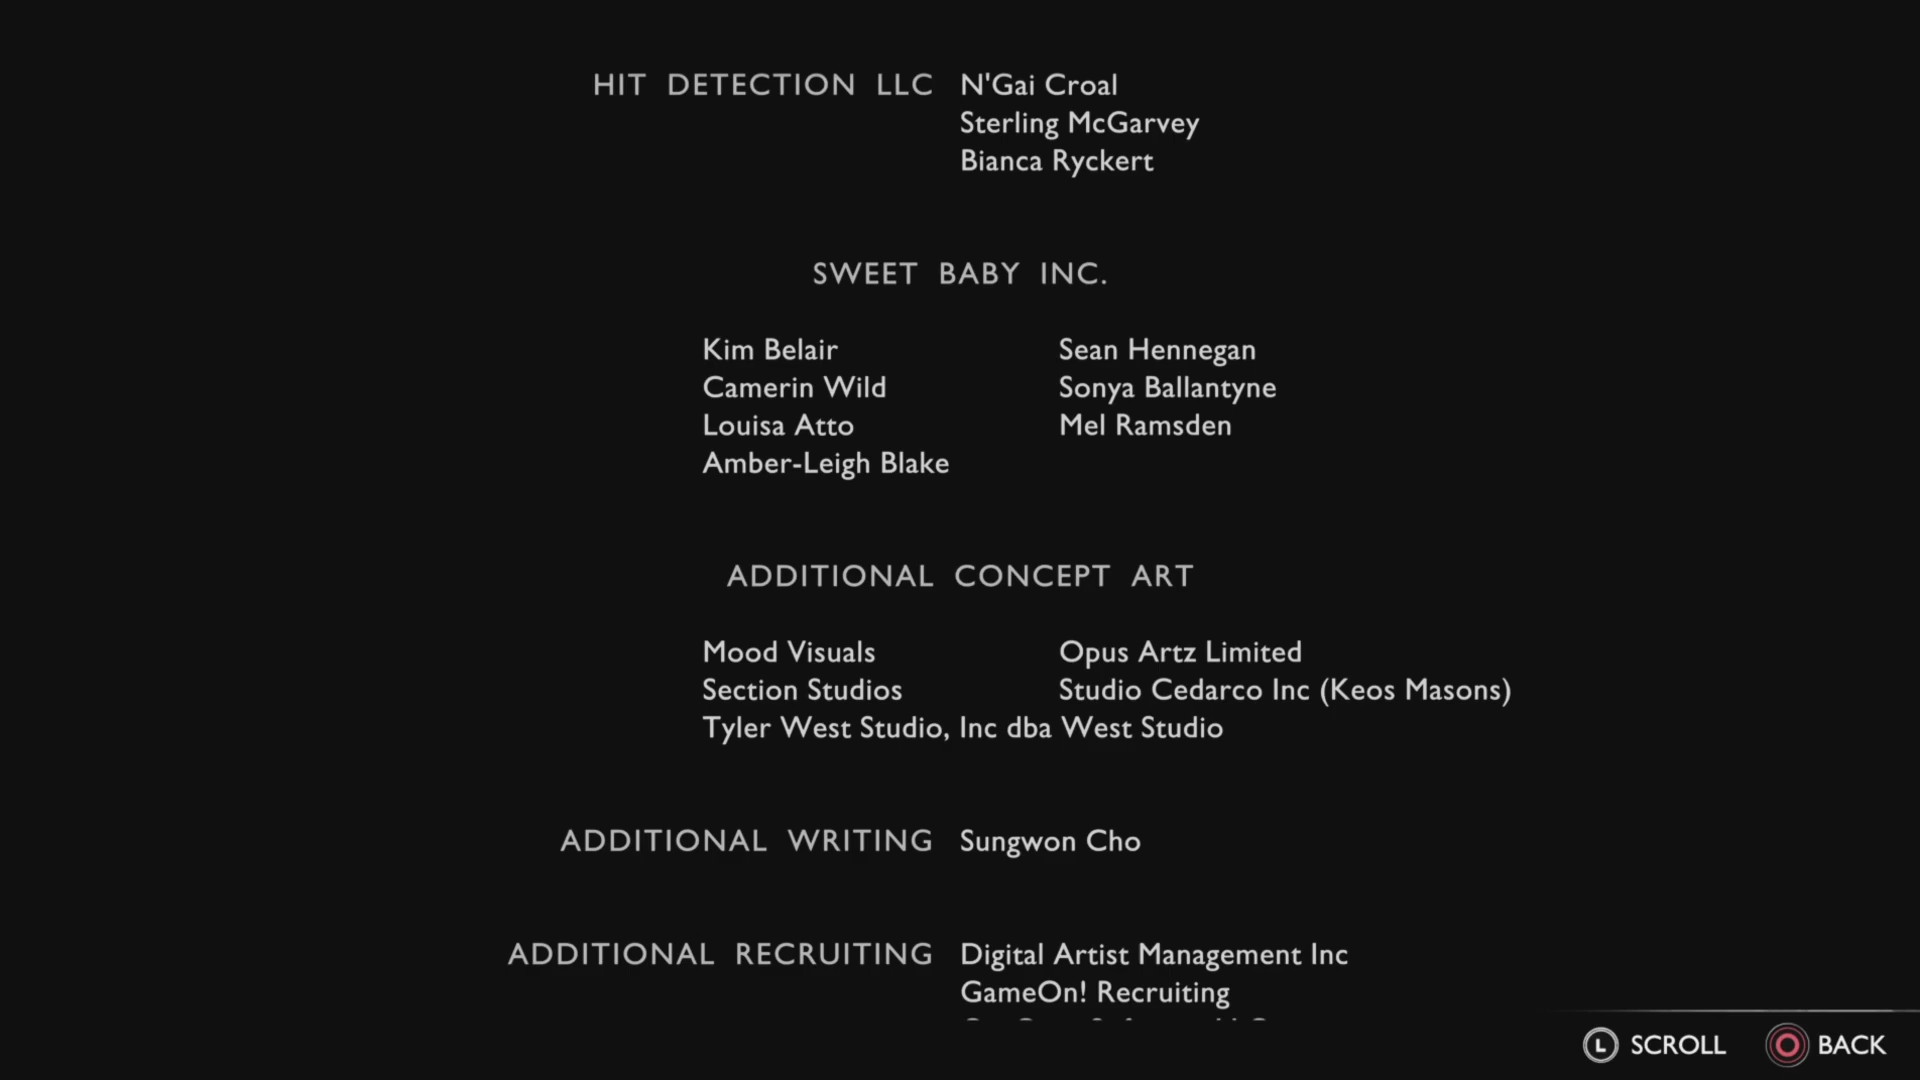 HIT DETECTION LLC N'Gai Croal
Sterling McGarvey
Bianca Ryckert
SWEET BABY INC.
Kim Belair Sean Hennegan
Camerin Wild Sonya Ballantyne
Louisa Atto Mel Ramsden
Amber-Leigh Blake
ADDITIONAL CONCEPT ART
Mood Visuals Opus Artz Limited
Section Studios Studio Cedarco Inc (Keos Masons)
Tyler West Studio, Inc dba West Studio
ADDITIONAL WRITING Sungwon Cho
ADDITIONAL RECRUITING Digital Artist Management Inc
GameOn! Recruiting
L SCROLL BACK